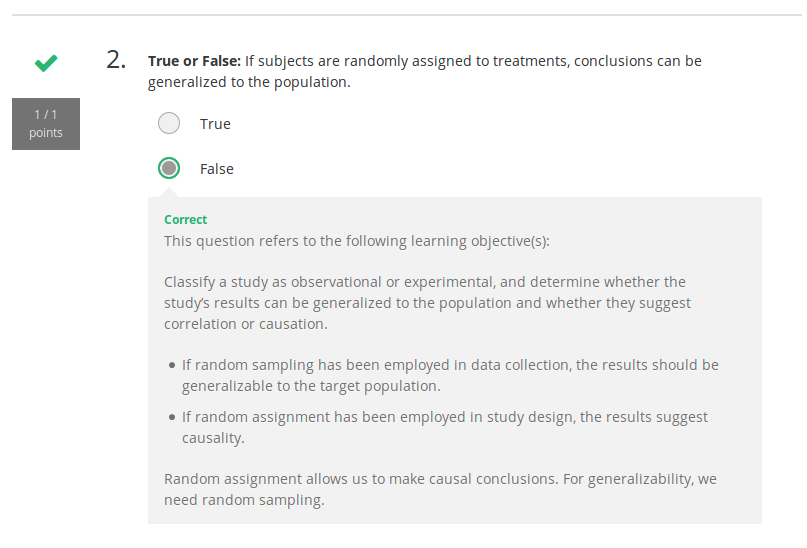 2. True or False: If subjects are randomly assigned to treatments, conclusions can be
generalized to the population.
1 / 1
points
True
False
Correct
This question refers to the following learning objective(s):
Classify a study as observational or experimental, and determine whether the
study’s results can be generalized to the population and whether they suggest
correlation or causation.
• If random sampling has been employed in data collection, the results should be
generalizable to the target population.
• If random assignment has been employed in study design, the results suggest
causality.
Random assignment allows us to make causal conclusions. For generalizability, we
need random sampling.